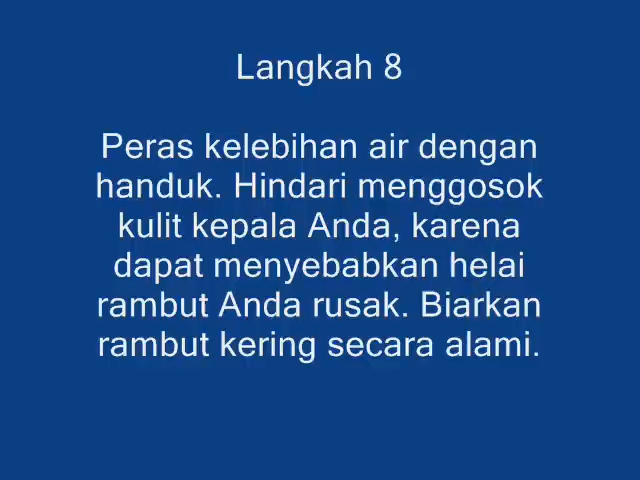 Langkah 8
Peras kelebihan air dengan
handuk. Hindari menggosok
kulit kepala Anda, karena
dapat menyebabkan helai
rambut Anda rusak. Biarkan
rambut kering secara alami.